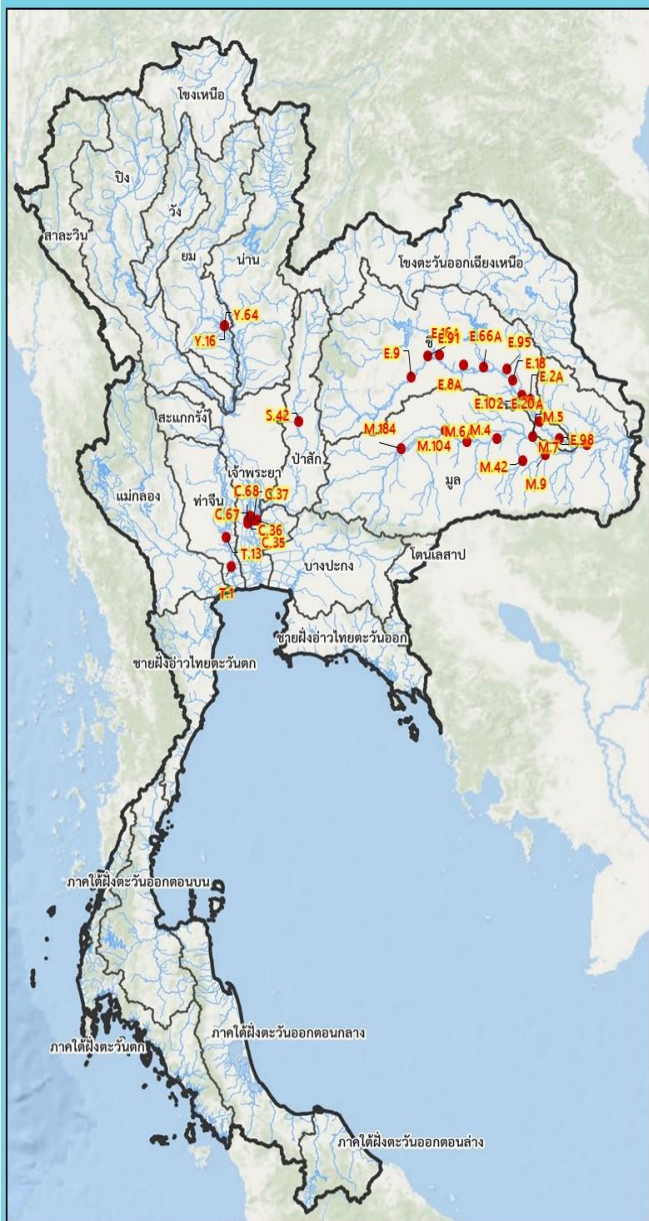 โขงเหนือ
ปิง
วัง
สาละวิน
ยม
น่าน
โขงตะวันออกเฉียงเหนือ
Y.64
Y.16
E.16A
E.91
E.66A
E.95
ชี
E.9
E.8A
E.18
E.2A
สะแกกรัง
S.42
E.102
E.20A
M.5
M.184
M.6
M.4
E.98
เจ้าพระยา
ป่าสัก
M.104
M.7
แม่กลอง
ท่าจีน
C.68
C.37
M.42
มูล
M.9
C.67
C.36
C.35
T.13
บางปะกง
โตนเลสาป
T.1
ชายฝั่งอ่าวไทยตะวันออก
ชายฝั่งอ่าวไทยตะวันตก
ภาคใต้ฝั่งตะวันออกตอนบน
ภาคใต้ฝั่งตะวันออกตอนกลาง
ภาคใต้ฝั่งตะวันตก
ภาคใต้ฝั่งตะวันออกตอนล่าง